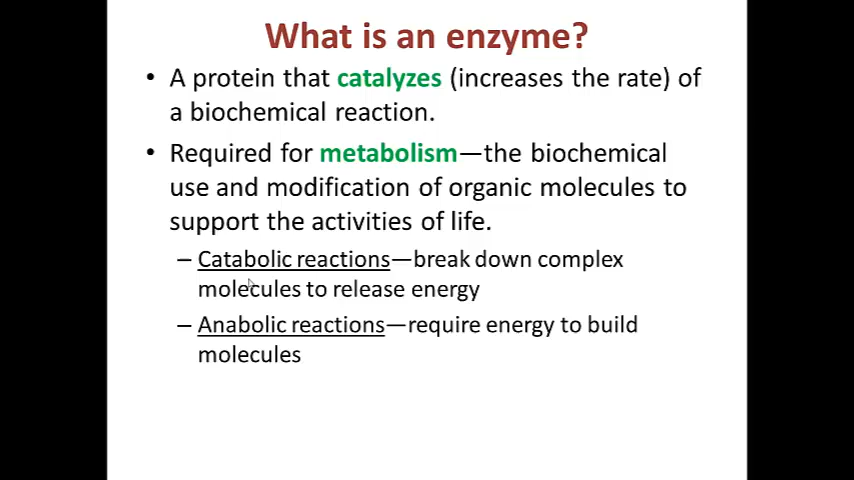 What is an enzyme?
• A protein that catalyzes (increases the rate) of
a biochemical reaction.
• Required for metabolism—the biochemical
use and modification of organic molecules to
support the activities of life.
– Catabolic reactions—break down complex
molecules to release energy
– Anabolic reactions—require energy to build
molecules